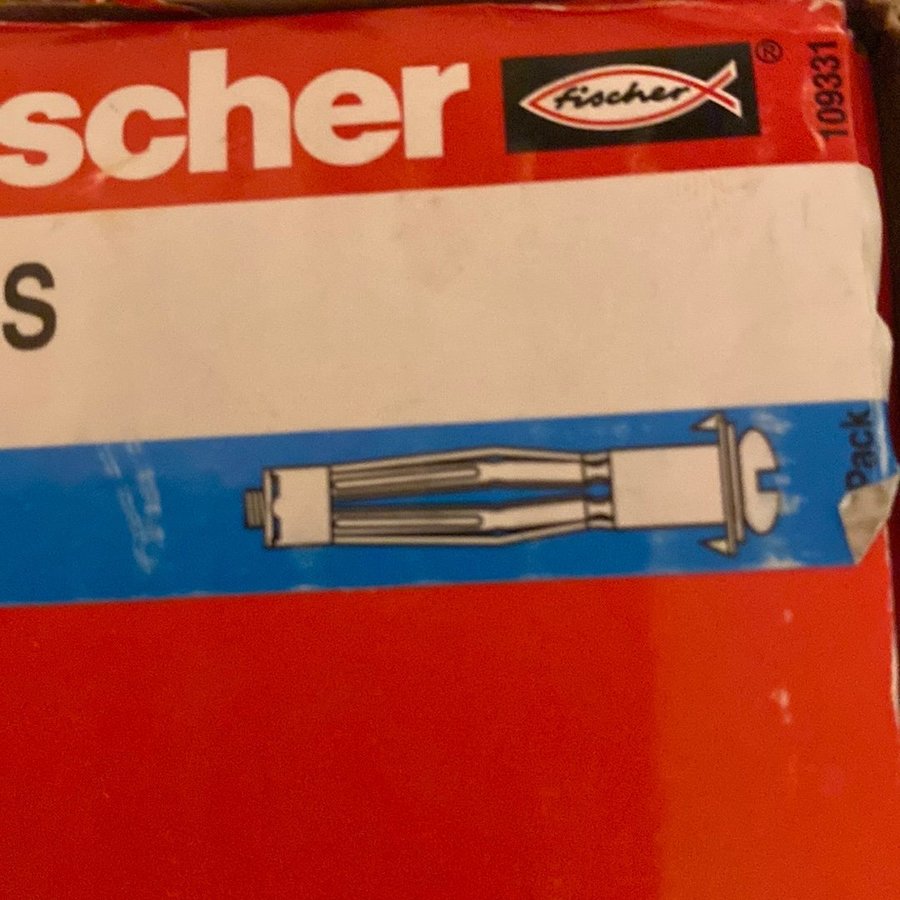 scher
fischer
®
109331
S
Pack